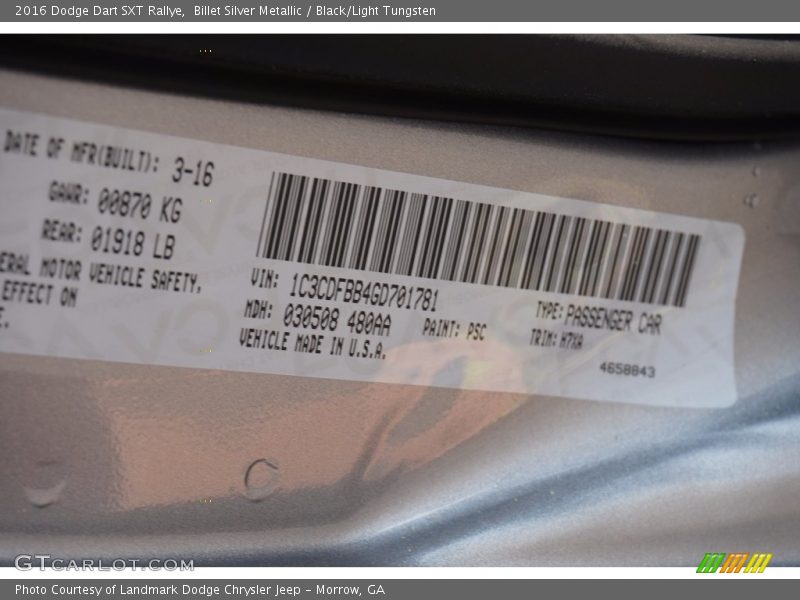 2016 Dodge Dart SXT Rallye, Billet Silver Metallic / Black/Light Tungsten
DATE OF MFR(BUILT): 3-16
GAWR: 00870 KG
REAR: 01918 LB
ERAL MOTOR VEHICLE SAFETY,
EFFECT ON
E.
VIN: 1C3CDFBB4GD701781
MDH: 030508 480AA
PAINT: PSC
VEHICLE MADE IN U.S.A.
TYPE: PASSENGER CAR
TRIM: H7XA
4658843
GTCARLOT.COM
Photo Courtesy of Landmark Dodge Chrysler Jeep – Morrow, GA